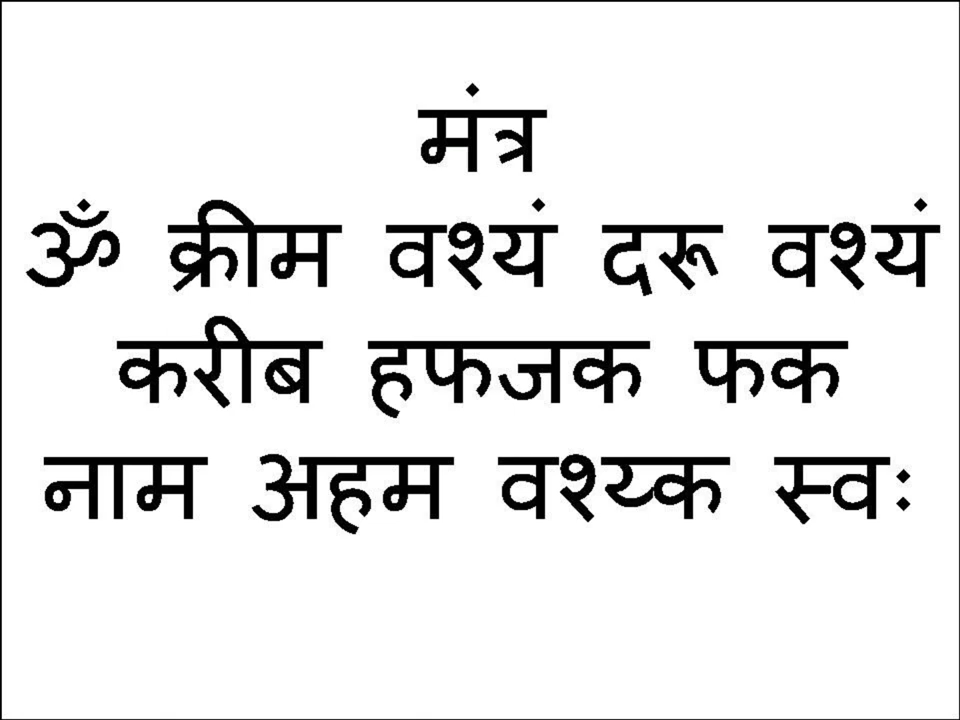 मंत्र
ॐ क्रीम वश्यं दरू वश्यं
करीब हफजक फक
नाम अहम वश्य्क स्वः